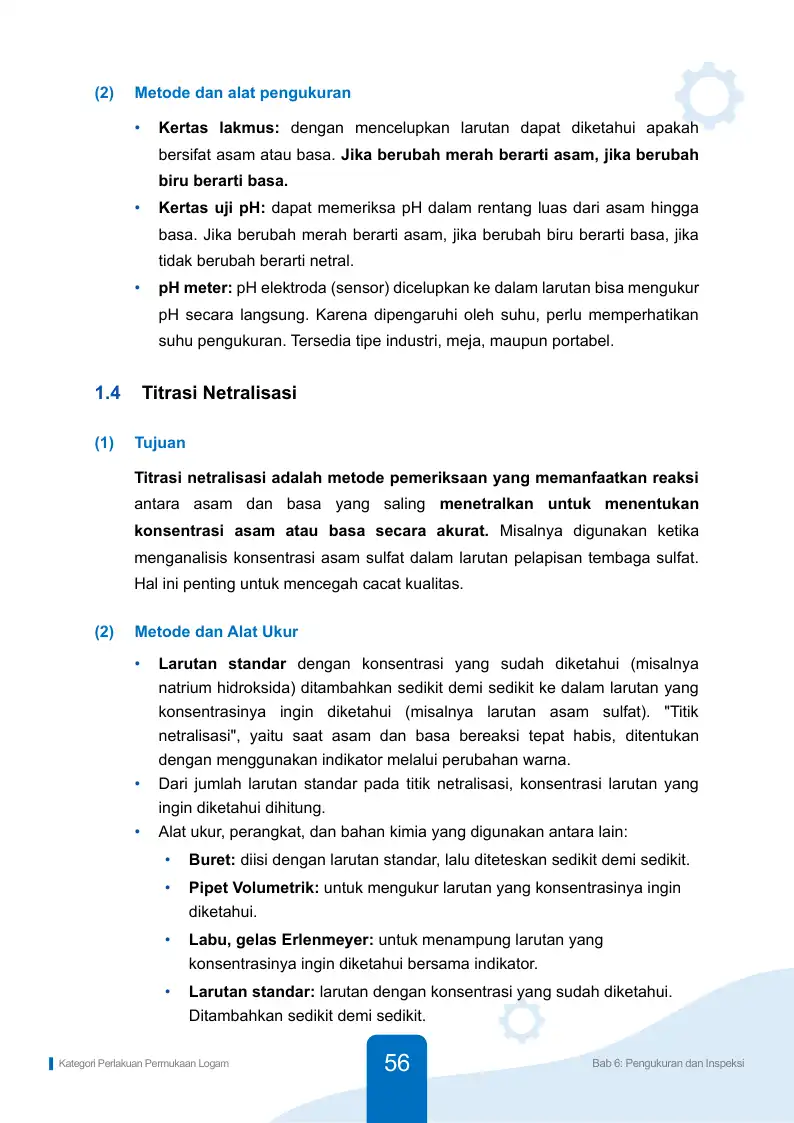 (2) Metode dan alat pengukuran
• Kertas lakmus: dengan mencelupkan larutan dapat diketahui apakah
bersifat asam atau basa. Jika berubah merah berarti asam, jika berubah
biru berarti basa.
• Kertas uji pH: dapat memeriksa pH dalam rentang luas dari asam hingga
basa. Jika berubah merah berarti asam, jika berubah biru berarti basa, jika
tidak berubah berarti netral.
• pH meter: pH elektroda (sensor) dicelupkan ke dalam larutan bisa mengukur
pH secara langsung. Karena dipengaruhi oleh suhu, perlu memperhatikan
suhu pengukuran. Tersedia tipe industri, meja, maupun portabel.
1.4 Titrasi Netralisasi
(1) Tujuan
Titrasi netralisasi adalah metode pemeriksaan yang memanfaatkan reaksi
antara asam dan basa yang saling menetralkan untuk menentukan
konsentrasi asam atau basa secara akurat. Misalnya digunakan ketika
menganalisis konsentrasi asam sulfat dalam larutan pelapisan tembaga sulfat.
Hal ini penting untuk mencegah cacat kualitas.
(2) Metode dan Alat Ukur
• Larutan standar dengan konsentrasi yang sudah diketahui (misalnya
natrium hidroksida) ditambahkan sedikit demi sedikit ke dalam larutan yang
konsentrasinya ingin diketahui (misalnya larutan asam sulfat). "Titik
netralisasi", yaitu saat asam dan basa bereaksi tepat habis, ditentukan
dengan menggunakan indikator melalui perubahan warna.
• Dari jumlah larutan standar pada titik netralisasi, konsentrasi larutan yang
ingin diketahui dihitung.
• Alat ukur, perangkat, dan bahan kimia yang digunakan antara lain:
• Buret: diisi dengan larutan standar, lalu diteteskan sedikit demi sedikit.
• Pipet Volumetrik: untuk mengukur larutan yang konsentrasinya ingin
diketahui.
• Labu, gelas Erlenmeyer: untuk menampung larutan yang
konsentrasinya ingin diketahui bersama indikator.
• Larutan standar: larutan dengan konsentrasi yang sudah diketahui.
Ditambahkan sedikit demi sedikit.
Kategori Perlakuan Permukaan Logam
56
Bab 6: Pengukuran dan Inspeksi